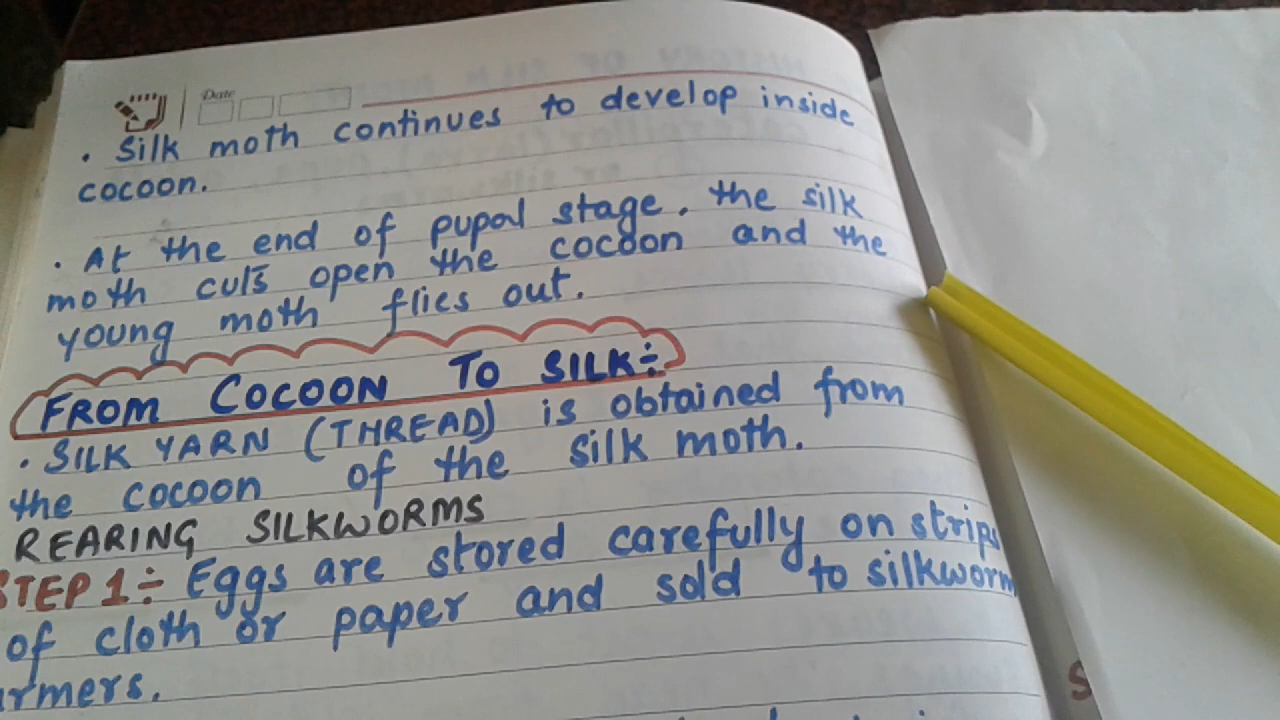 Date
. Silk moth continues to develop inside
cocoon.
. At the end of pupal stage. the silk
moth cuts open the cocoon and the
young moth flies out.
FROM COCOON TO SILK÷
. SILK YARN (THREAD) is obtained from
the cocoon of the silk moth.
REARING SILKWORMS
STEP 1÷ Eggs are stored carefully on strips
of cloth or paper and sold to silkworm
armers.